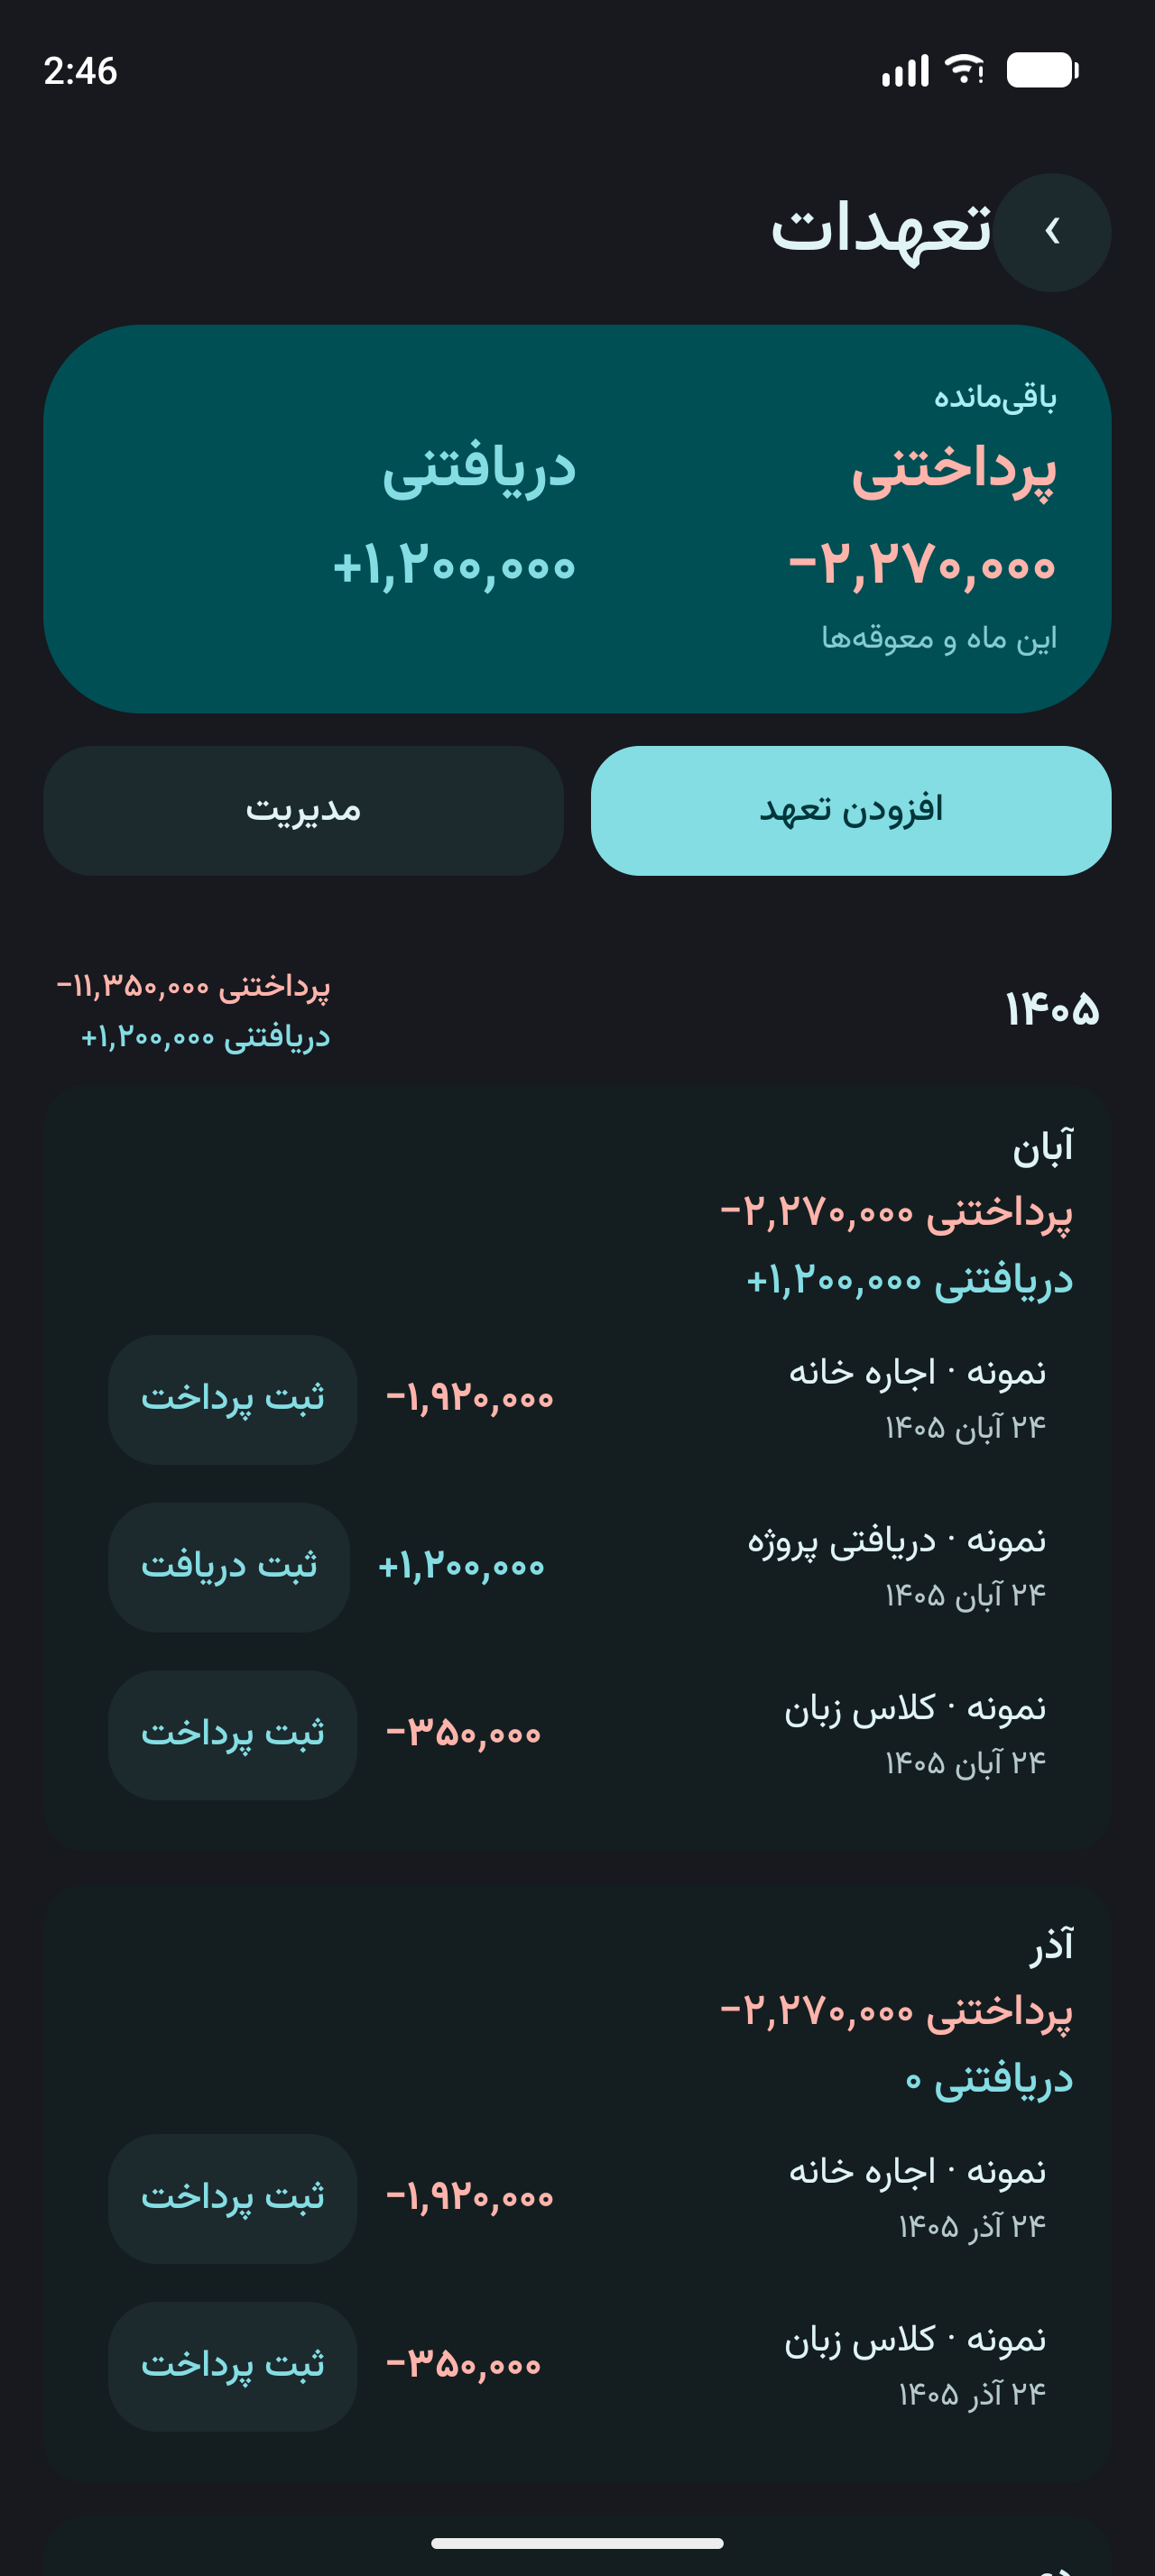 2:46
تعهدات
باقی‌مانده
پرداختنی
دریافتنی
−۲,۲۷۰,۰۰۰
+۱,۲۰۰,۰۰۰
این ماه و معوقه‌ها
افزودن تعهد
مدیریت
۱۴۰۵
پرداختنی −۱۱,۳۵۰,۰۰۰
دریافتنی +۱,۲۰۰,۰۰۰
آبان
پرداختنی −۲,۲۷۰,۰۰۰
دریافتنی +۱,۲۰۰,۰۰۰
نمونه · اجاره خانه
۲۴ آبان ۱۴۰۵
−۱,۹۲۰,۰۰۰
ثبت پرداخت
نمونه · دریافتی پروژه
۲۴ آبان ۱۴۰۵
+۱,۲۰۰,۰۰۰
ثبت دریافت
نمونه · کلاس زبان
۲۴ آبان ۱۴۰۵
−۳۵۰,۰۰۰
ثبت پرداخت
آذر
پرداختنی −۲,۲۷۰,۰۰۰
دریافتنی ۰
نمونه · اجاره خانه
۲۴ آذر ۱۴۰۵
−۱,۹۲۰,۰۰۰
ثبت پرداخت
نمونه · کلاس زبان
۲۴ آذر ۱۴۰۵
−۳۵۰,۰۰۰
ثبت پرداخت